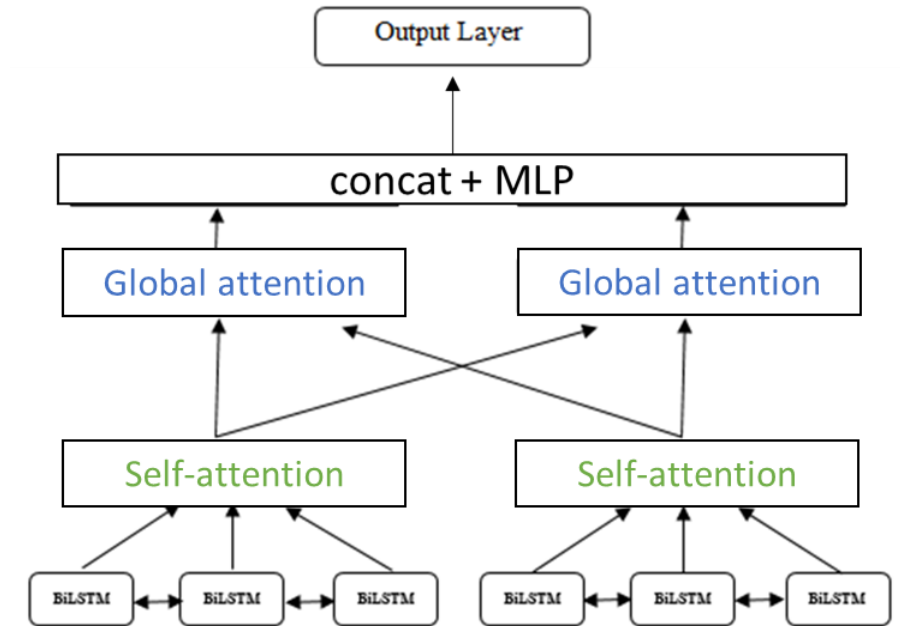 Output Layer
concat + MLP
Global attention
Global attention
Self-attention
Self-attention
BiLSTM
BiLSTM
BiLSTM
BiLSTM
BiLSTM
BiLSTM